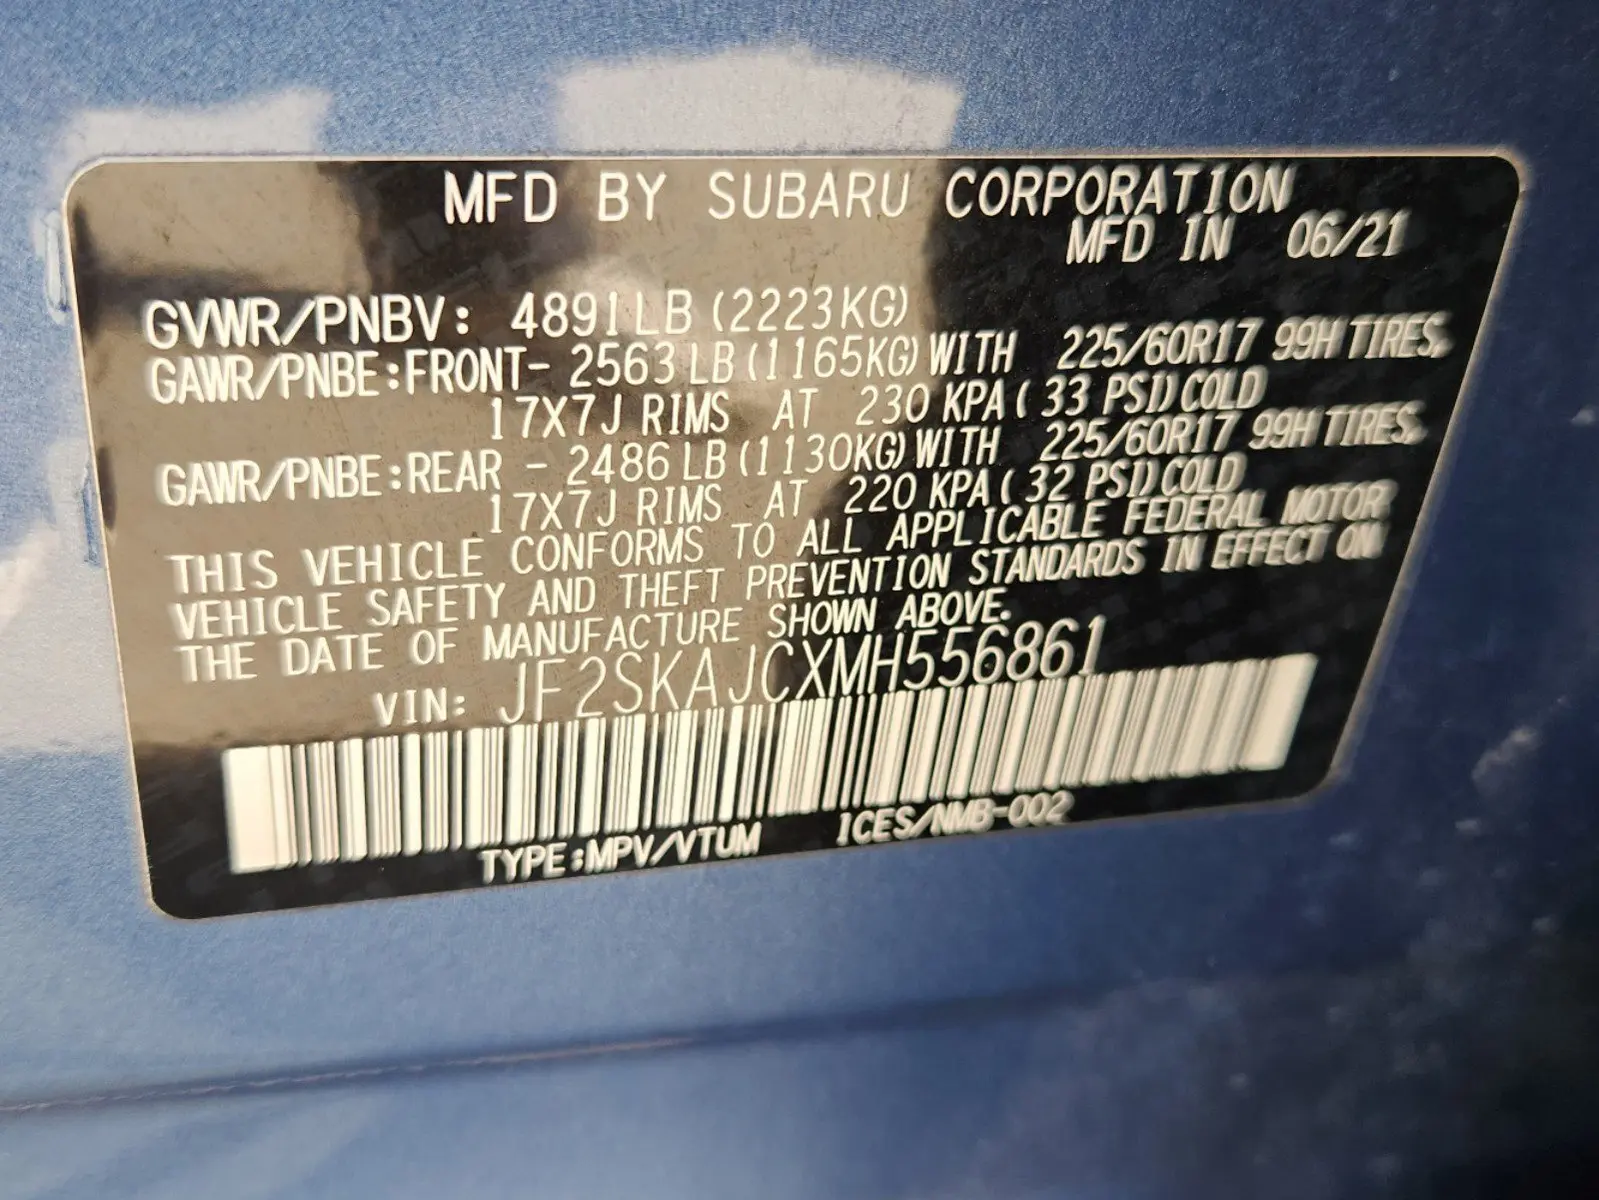 MFD BY SUBARU CORPORATION
MFD IN 06/21
GVWR/PNBV: 4891LB (2223KG)
GAWR/PNBE:FRONT- 2563 LB (1165KG) WITH 225/60R17 99H TIRES,
17X7J RIMS AT 230 KPA ( 33 PSI) COLD
GAWR/PNBE:REAR - 2486 LB (1130KG) WITH 225/60R17 99H TIRES,
17X7J RIMS AT 220 KPA ( 32 PSI) COLD
THIS VEHICLE CONFORMS TO ALL APPLICABLE FEDERAL MOTOR
VEHICLE SAFETY AND THEFT PREVENTION STANDARDS IN EFFECT ON
THE DATE OF MANUFACTURE SHOWN ABOVE.
VIN: JF2SKAJCXMH556861
TYPE:MPV/VTUM ICES/NMB-002